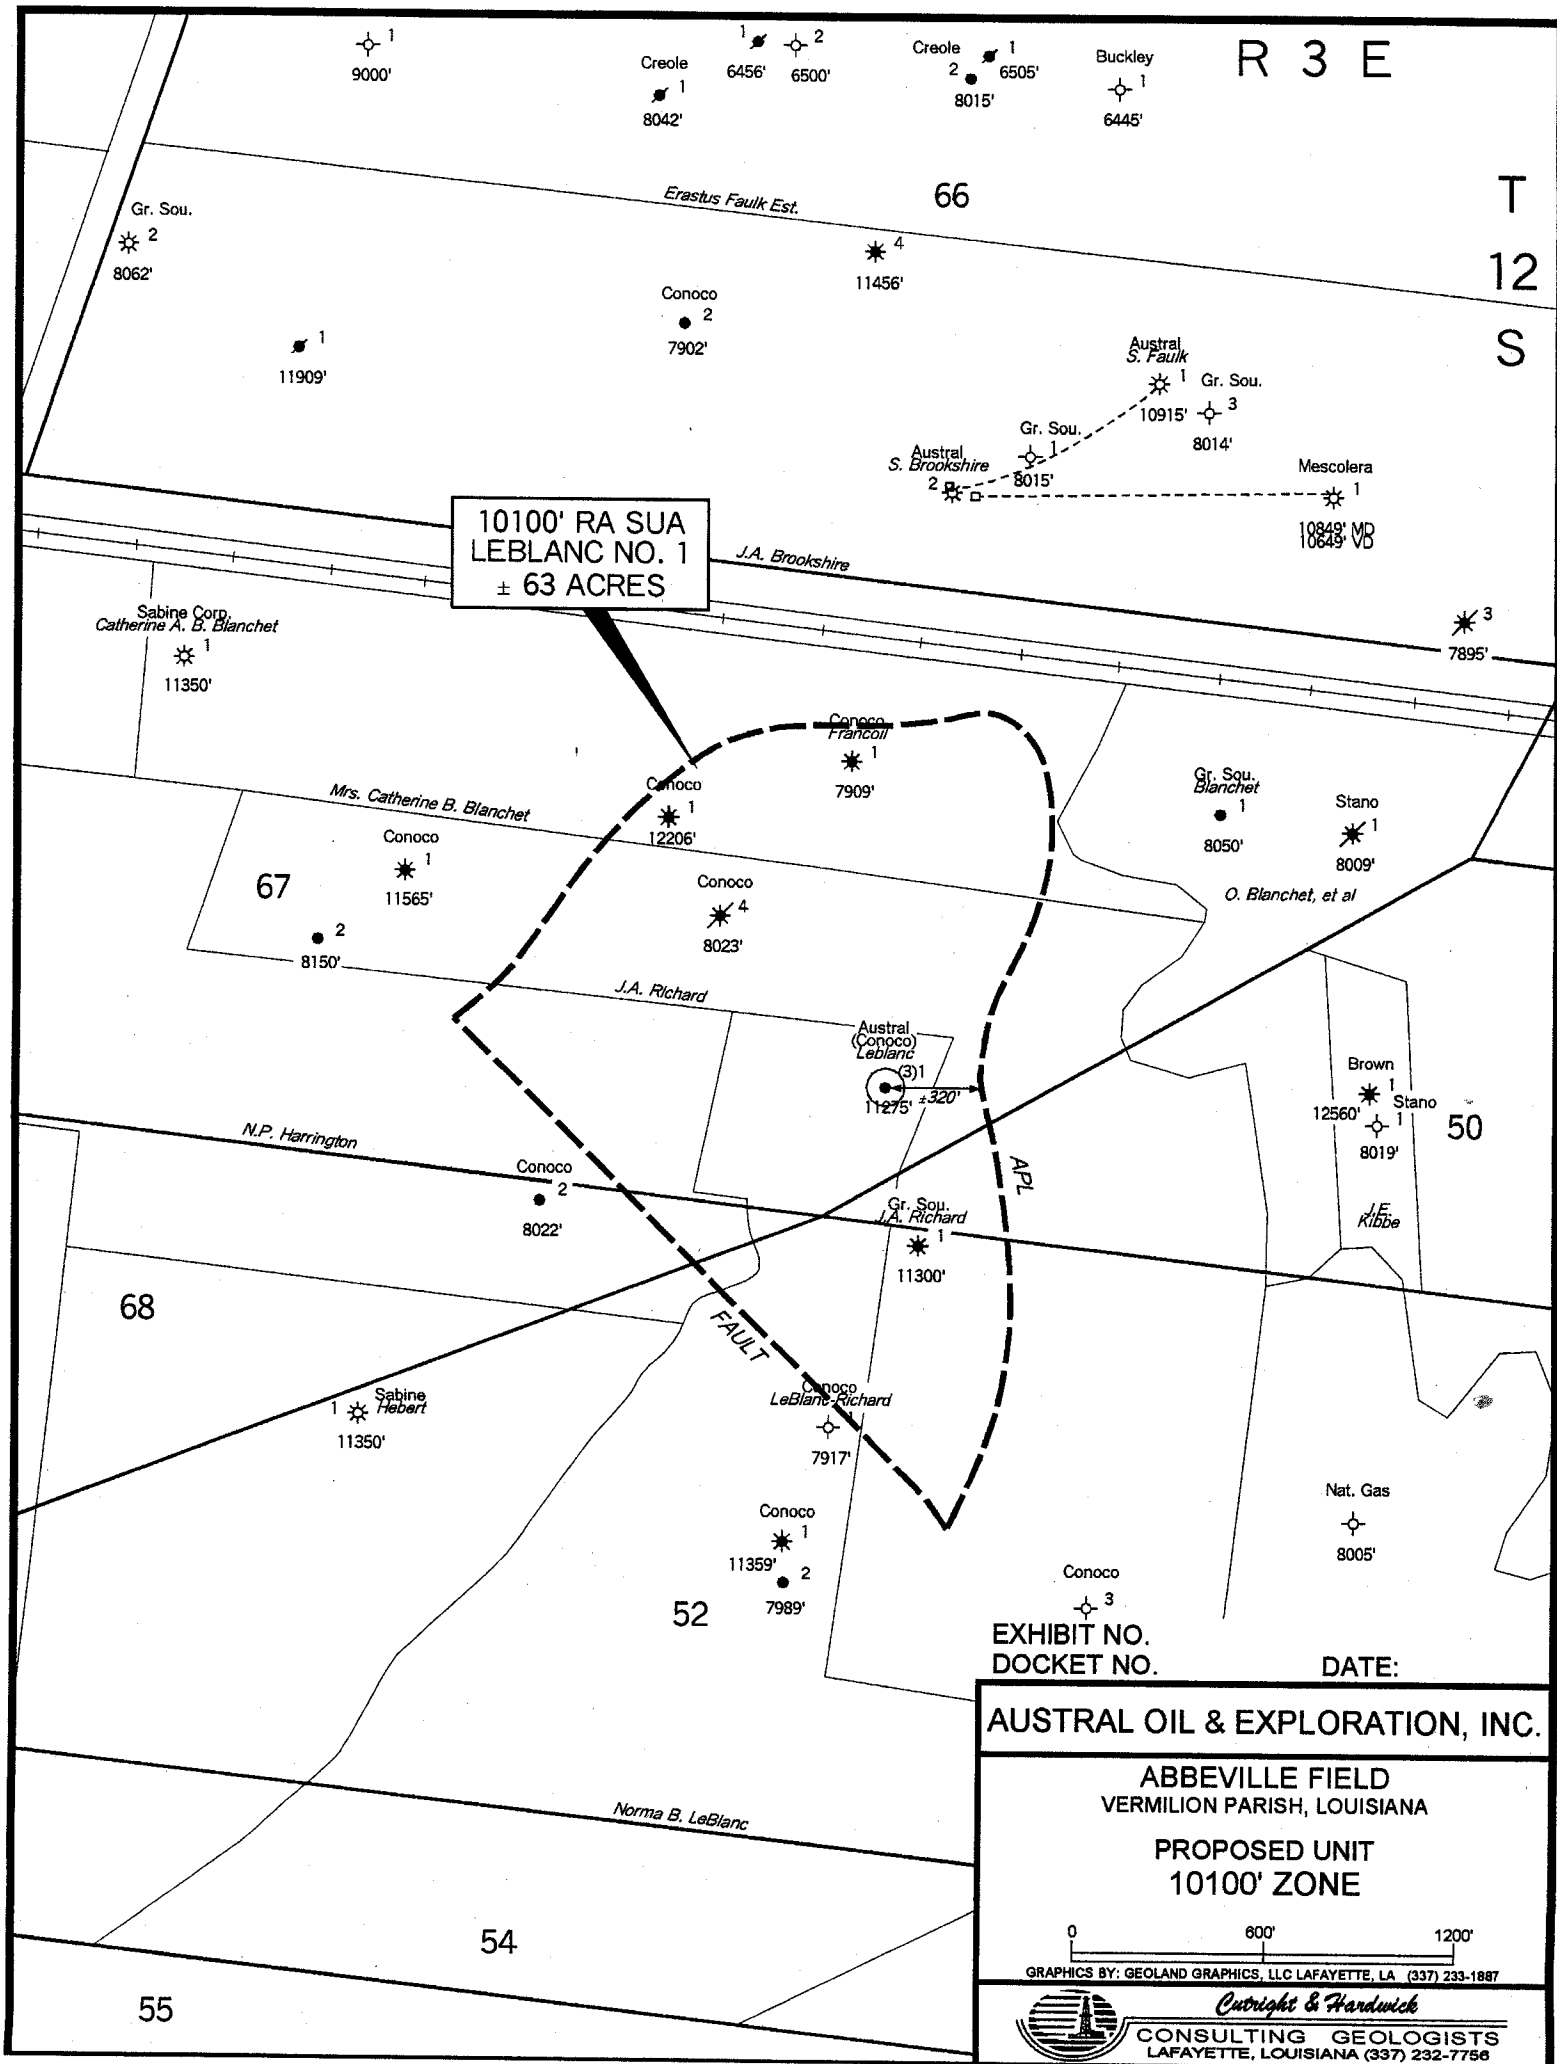 R 3 E
1
9000'
Creole
1
8042'
1
6456'
2
6500'
Creole
1
2
6505'
8015'
Buckley
1
6445'
T
12
S
66
Erastus Faulk Est.
Gr. Sou.
2
8062'
4
11456'
Conoco
2
7902'
1
11909'
Austral
S. Faulk
1
10915'
Gr. Sou.
3
8014'
Gr. Sou.
1
8015'
Austral
S. Brookshire
2
Mescolera
1
10849' MD
10649' VD
10100' RA SUA
LEBLANC NO. 1
± 63 ACRES
J.A. Brookshire
3
7895'
Sabine Corp.
Catherine A. B. Blanchet
1
11350'
Conoco
Francoil
1
7909'
Conoco
1
12206'
Mrs. Catherine B. Blanchet
Gr. Sou.
Blanchet
1
8050'
Stano
1
8009'
O. Blanchet, et al
67
Conoco
1
11565'
2
8150'
Conoco
4
8023'
J.A. Richard
Austral
(Conoco)
Leblanc
(3)1
11275'
±320'
Brown
1
12560'
Stano
1
8019'
50
N.P. Harrington
Conoco
2
8022'
APL
Gr. Sou.
J.A. Richard
1
11300'
J.E.
Kibbe
68
FAULT
Sabine
Hebert
1
11350'
Conoco
LeBlanc-Richard
1
7917'
Conoco
1
11359'
2
7989'
Nat. Gas
8005'
Conoco
3
52
EXHIBIT NO.
DOCKET NO.
DATE:
AUSTRAL OIL & EXPLORATION, INC.
ABBEVILLE FIELD
VERMILION PARISH, LOUISIANA
PROPOSED UNIT
10100' ZONE
0 600' 1200'
GRAPHICS BY: GEOLAND GRAPHICS, LLC LAFAYETTE, LA (337) 233-1887
Cutright & Hardwick
CONSULTING GEOLOGISTS
LAFAYETTE, LOUISIANA (337) 232-7756
Norma B. LeBlanc
54
55